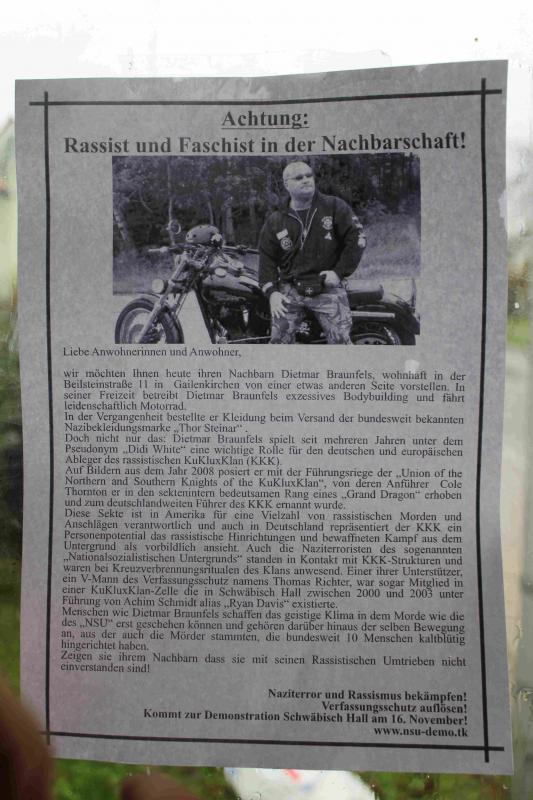 Achtung:
Rassist und Faschist in der Nachbarschaft!
Liebe Anwohnerinnen und Anwohner,
wir möchten Ihnen heute ihren Nachbarn Dietmar Braunfels, wohnhaft in der
Beilsteinstraße 11 in Gailenkirchen von einer etwas anderen Seite vorstellen. In
seiner Freizeit betreibt Dietmar Braunfels exzessives Bodybuilding und fährt
leidenschaftlich Motorrad.
In der Vergangenheit bestellte er Kleidung beim Versand der bundesweit bekannten
Nazibekleidungsmarke „Thor Steinar“ .
Doch nicht nur das: Dietmar Braunfels spielt seit mehreren Jahren unter dem
Pseudonym „Didi White“ eine wichtige Rolle für den deutschen und europäischen
Ableger des rassistischen KuKluxKlan (KKK).
Auf Bildern aus dem Jahr 2008 posiert er mit der Führungsriege der „Union of the
Northern and Southern Knights of the KuKluxKlan“, von deren Anführer Cole
Thornton er in den sektenintern bedeutsamen Rang eines „Grand Dragon“ erhoben
und zum deutschlandweiten Führer des KKK ernannt wurde.
Diese Sekte ist in Amerika für eine Vielzahl von rassistischen Morden und
Anschlägen verantwortlich und auch in Deutschland repräsentiert der KKK ein
Personenpotential das rassistische Hinrichtungen und bewaffneten Kampf aus dem
Untergrund als vorbildlich ansieht. Auch die Naziterroristen des sogenannten
„Nationalsozialistischen Untergrunds“ standen in Kontakt mit KKK-Strukturen und
waren bei Kreuzverbrennungsritualen des Klans anwesend. Einer ihrer Unterstützer,
ein V-Mann des Verfassungsschutz namens Thomas Richter, war sogar Mitglied in
einer KuKluxKlan-Zelle die in Schwäbisch Hall zwischen 2000 und 2003 unter
Führung von Achim Schmidt alias „Ryan Davis“ existierte.
Menschen wie Dietmar Braunfels schaffen das geistige Klima in dem Morde wie die
des „NSU“ erst geschehen können und gehören darüber hinaus der selben Bewegung
an, aus der auch die Mörder stammten, die bundesweit 10 Menschen kaltblütig
hingerichtet haben.
Zeigen sie ihrem Nachbarn dass sie mit seinen Rassistischen Umtrieben nicht
einverstanden sind!
Naziterror und Rassismus bekämpfen!
Verfassungsschutz auflösen!
Kommt zur Demonstration Schwäbisch Hall am 16. November!
www.nsu-demo.tk